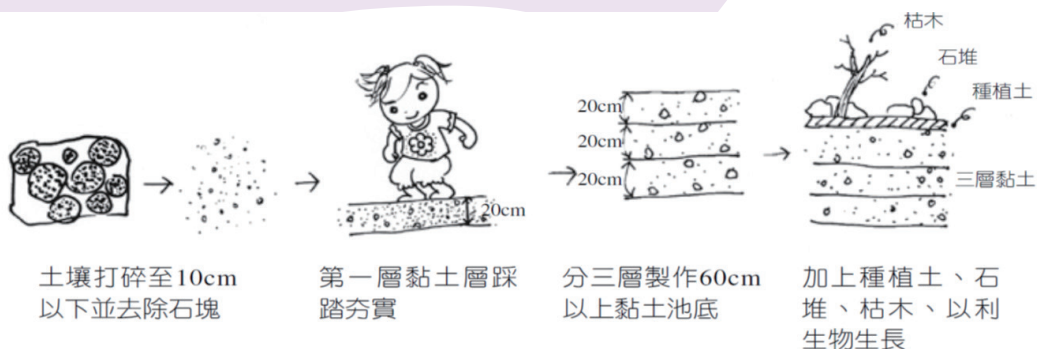 枯木
石堆
種植土
20cm
20cm
20cm
三層黏土
20cm
土壤打碎至10cm
以下並去除石塊
第一層黏土層踩
踏夯實
分三層製作60cm
以上黏土池底
加上種植土、石
堆、枯木、以利
生物生長